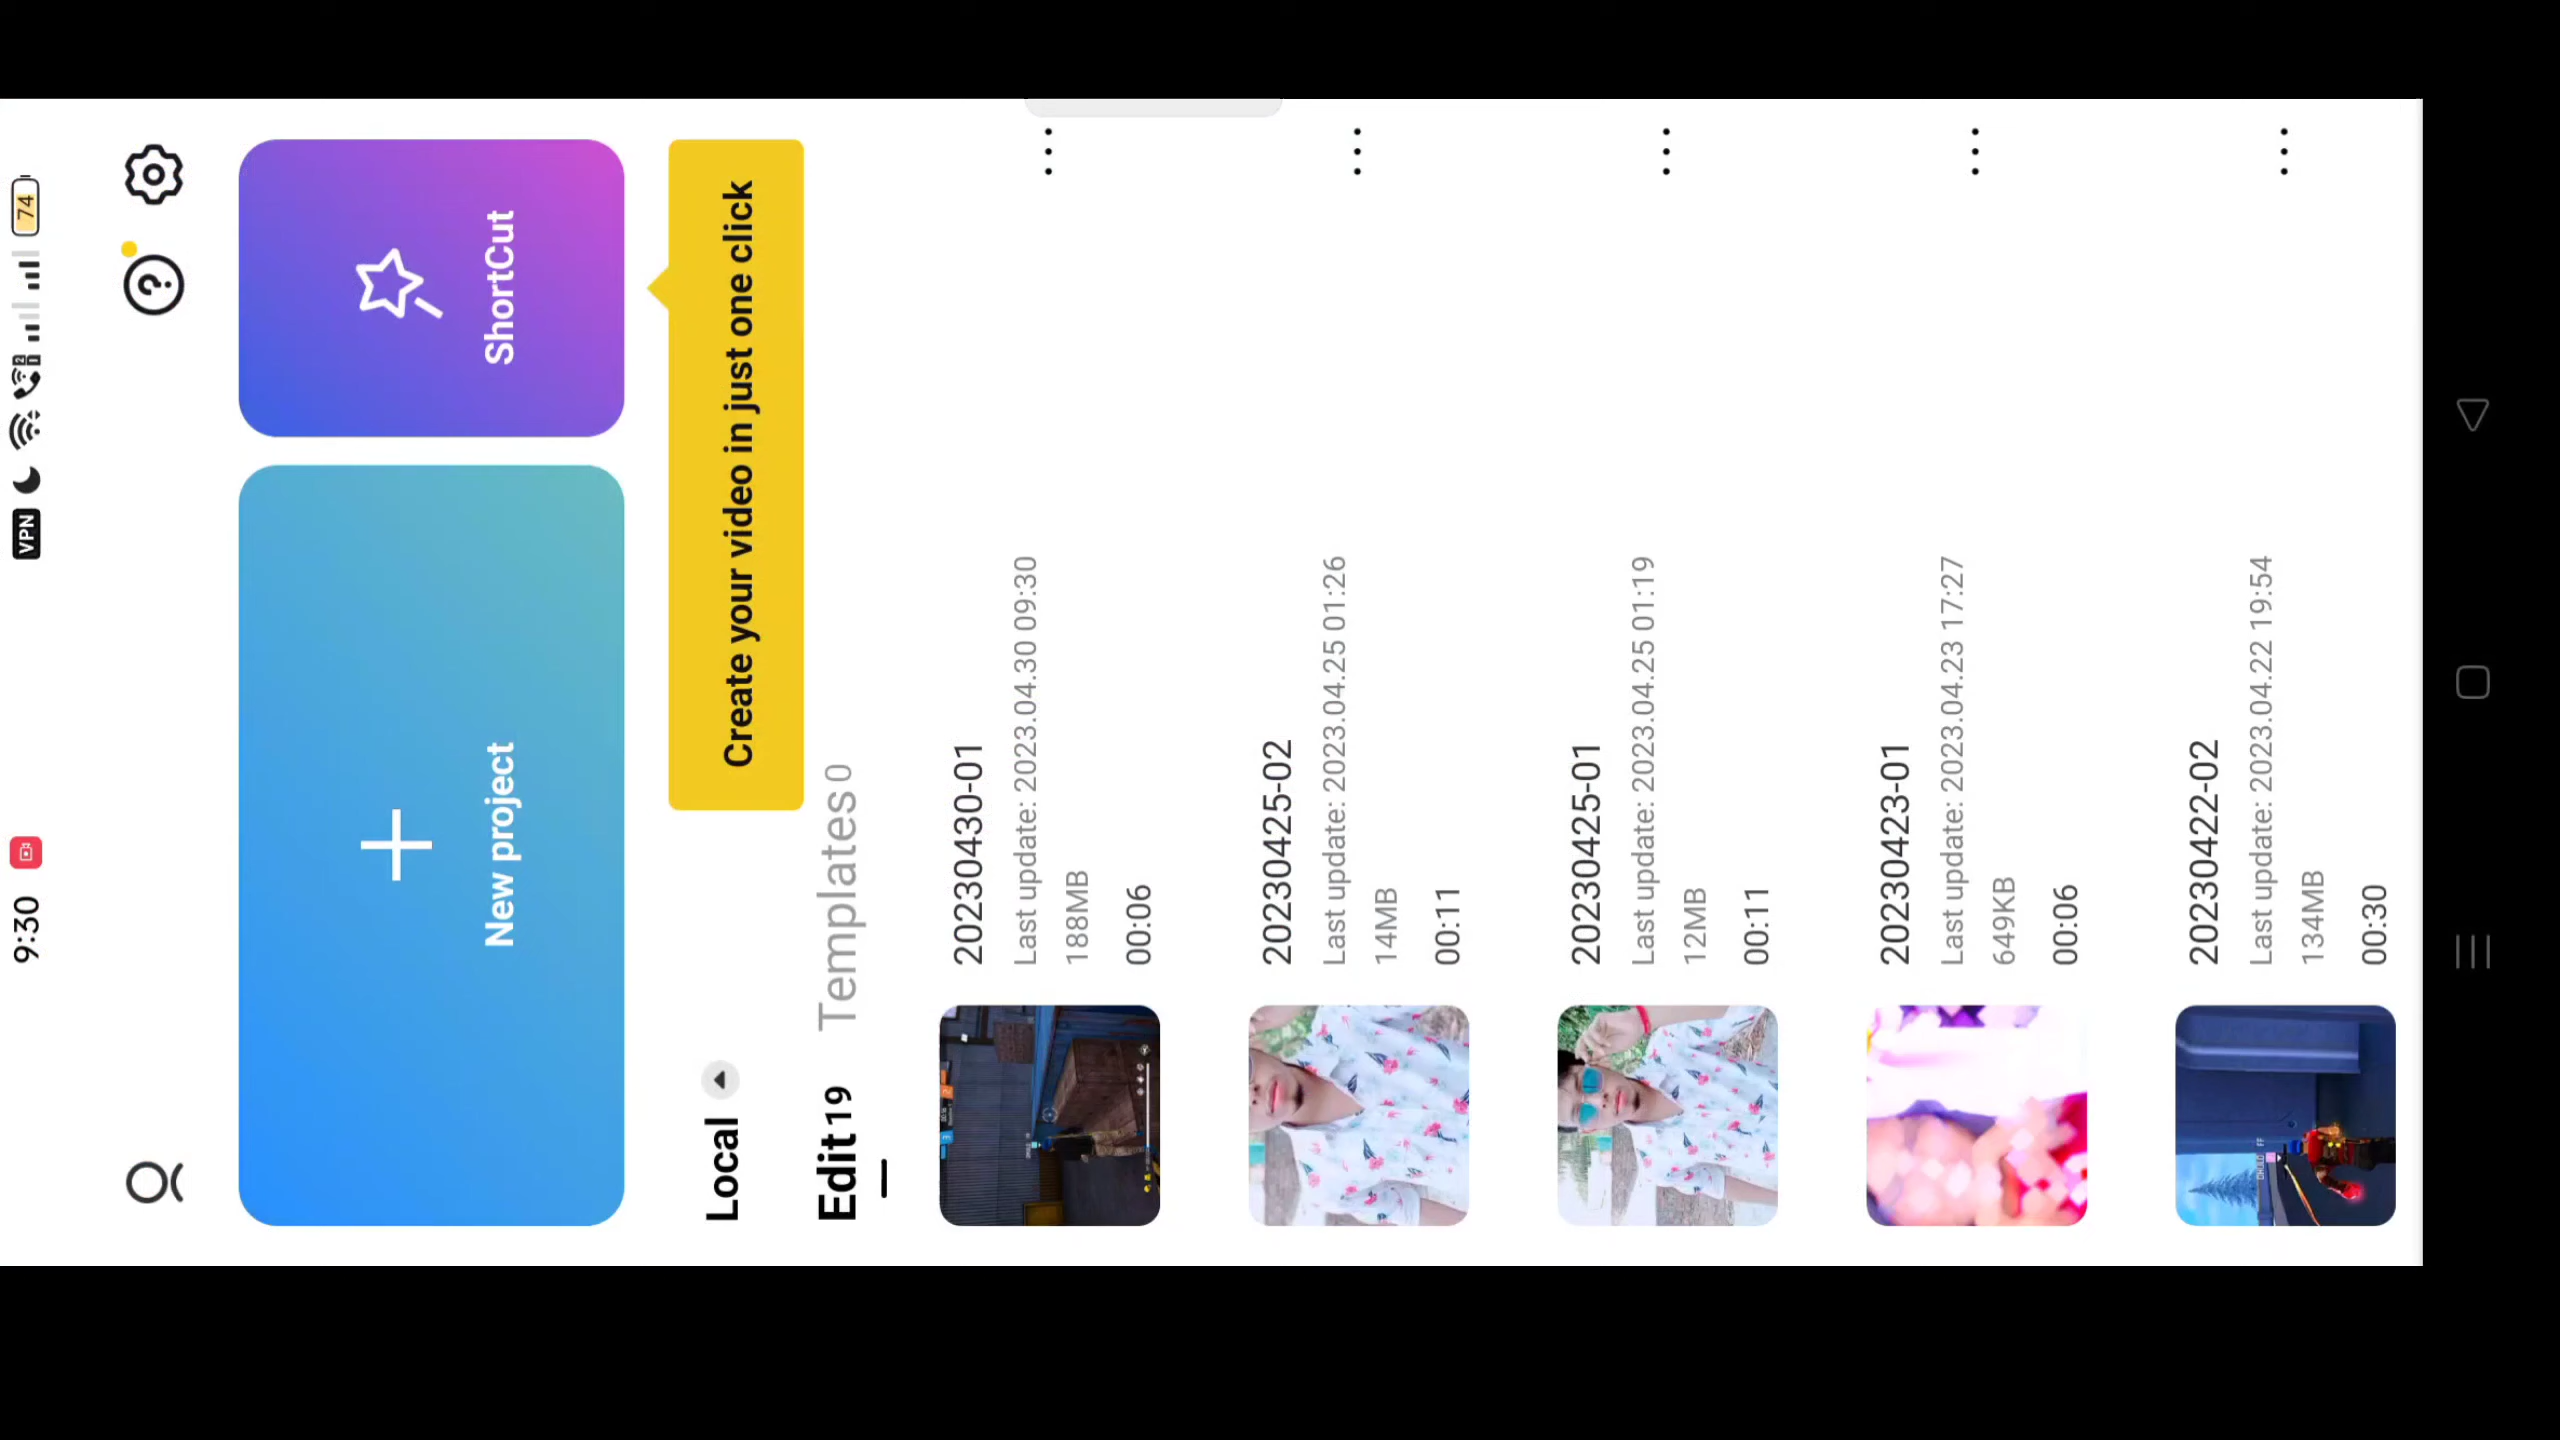 9:30
VPN
74
New project
ShortCut
Create your video in just one click
Local
Edit 19 Templates 0
20230430-01
Last update: 2023.04.30 09:30
188MB
00:06
20230425-02
Last update: 2023.04.25 01:26
14MB
00:11
20230425-01
Last update: 2023.04.25 01:19
12MB
00:11
20230423-01
Last update: 2023.04.23 17:27
649KB
00:06
20230422-02
Last update: 2023.04.22 19:54
134MB
00:30